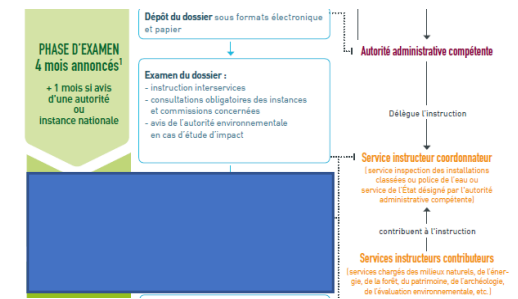 PHASE D'EXAMEN
4 mois annoncés¹
+ 1 mois si avis
d'une autorité
ou
instance nationale
Dépôt du dossier sous formats électronique
et papier
Examen du dossier :
- instruction interservices
- consultations obligatoires des instances
et commissions concernées
- avis de l'autorité environnementale
en cas d'étude d'impact
Autorité administrative compétente
Délègue l'instruction
Service instructeur coordonnateur
(service inspection des installations
classées ou police de l'eau ou
service de l'État désigné par l'autorité
administrative compétente)
contribuent à l'instruction
Services instructeurs contributeurs
(services chargés des milieux naturels, de l'éner-
gie, de la forêt, du patrimoine, de l'archéologie,
de l'évaluation environnementale, etc.)